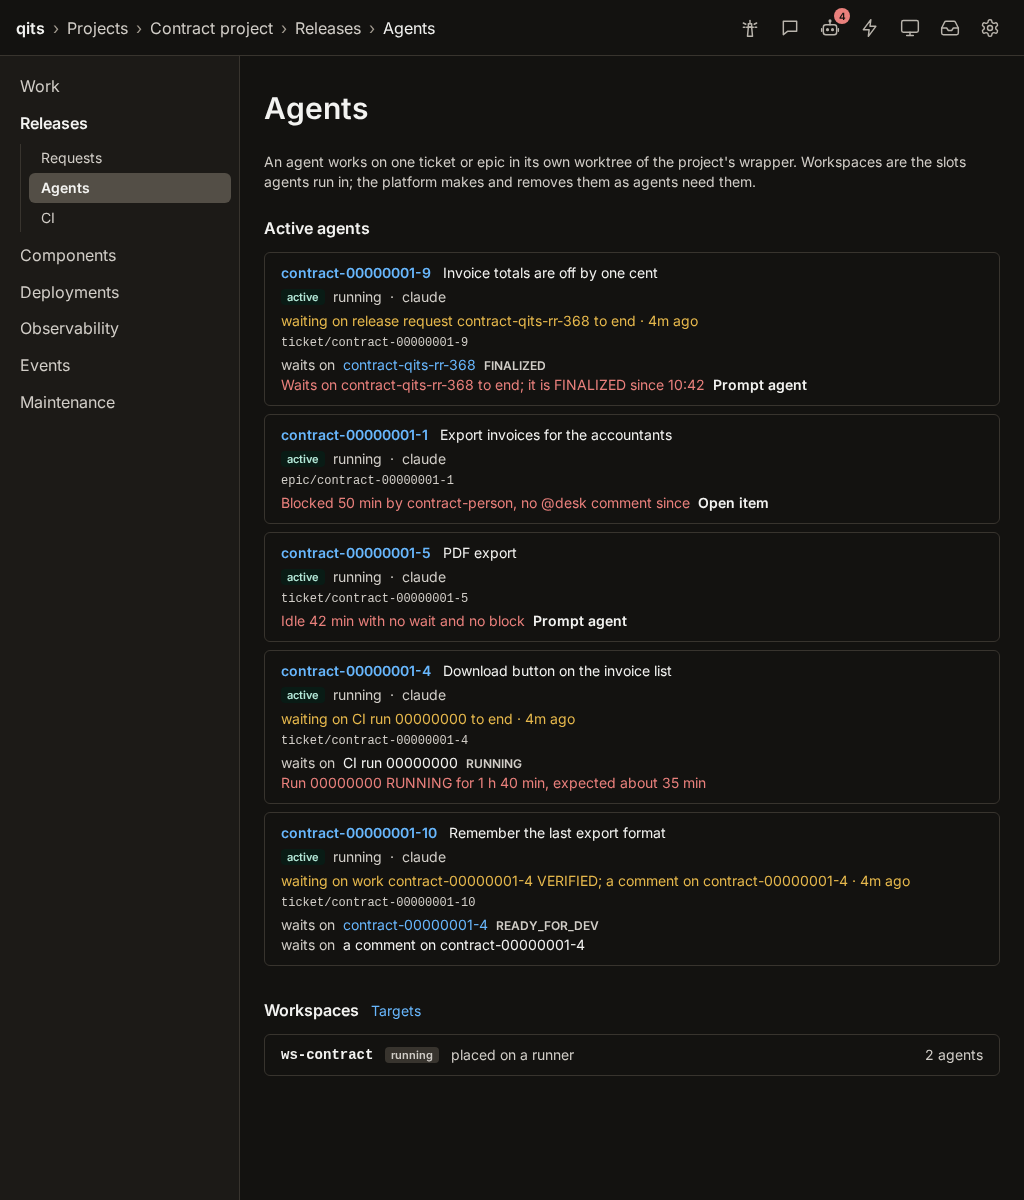 qits › Projects › Contract project › Releases › Agents
4
Work
Releases
Requests
Agents
CI
Components
Deployments
Observability
Events
Maintenance
Agents
An agent works on one ticket or epic in its own worktree of the project's wrapper. Workspaces are the slots
agents run in; the platform makes and removes them as agents need them.
Active agents
contract-00000001-9 Invoice totals are off by one cent
active running · claude
waiting on release request contract-qits-rr-368 to end · 4m ago
ticket/contract-00000001-9
waits on contract-qits-rr-368 FINALIZED
Waits on contract-qits-rr-368 to end; it is FINALIZED since 10:42 Prompt agent
contract-00000001-1 Export invoices for the accountants
active running · claude
epic/contract-00000001-1
Blocked 50 min by contract-person, no @desk comment since Open item
contract-00000001-5 PDF export
active running · claude
ticket/contract-00000001-5
Idle 42 min with no wait and no block Prompt agent
contract-00000001-4 Download button on the invoice list
active running · claude
waiting on CI run 00000000 to end · 4m ago
ticket/contract-00000001-4
waits on CI run 00000000 RUNNING
Run 00000000 RUNNING for 1 h 40 min, expected about 35 min
contract-00000001-10 Remember the last export format
active running · claude
waiting on work contract-00000001-4 VERIFIED; a comment on contract-00000001-4 · 4m ago
ticket/contract-00000001-10
waits on contract-00000001-4 READY_FOR_DEV
waits on a comment on contract-00000001-4
Workspaces Targets
ws-contract running placed on a runner 2 agents